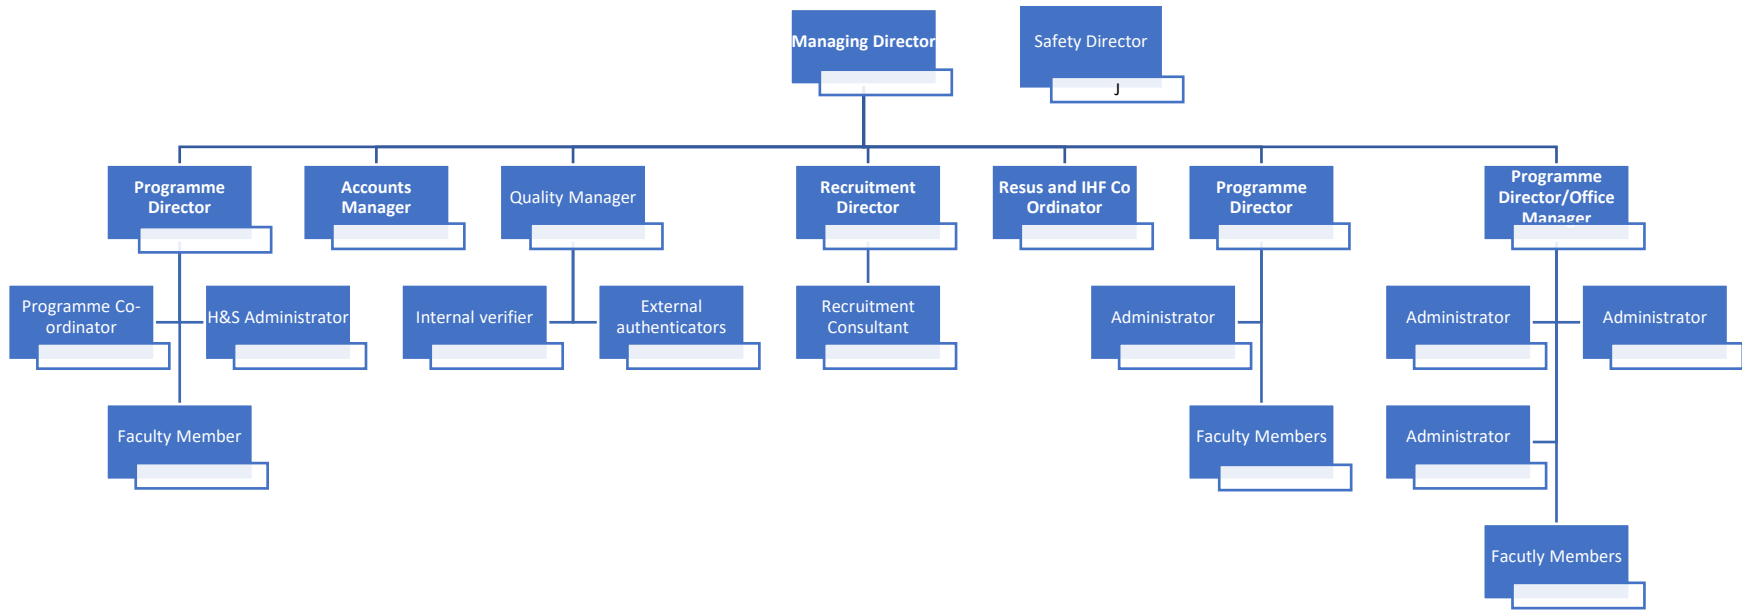 Managing Director
Safety Director
J
Programme
Director
Accounts
Manager
Quality Manager
Recruitment
Director
Resus and IHF Co
Ordinator
Programme
Director
Programme
Director/Office
Manager
Programme Co-
ordinator
H&S Administrator
Internal verifier
External
authenticators
Recruitment
Consultant
Administrator
Administrator
Administrator
Faculty Member
Faculty Members
Administrator
Facutly Members